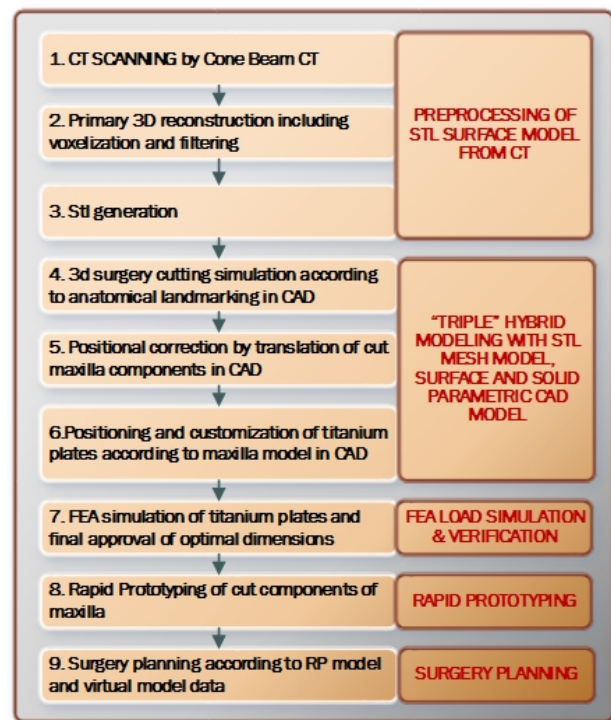 1. CT SCANNING by Cone Beam CT
2. Primary 3D reconstruction including
voxelization and filtering
3. Stl generation
PREPROCESSING OF
STL SURFACE MODEL
FROM CT
4. 3d surgery cutting simulation according
to anatomical landmarking in CAD
5. Positional correction by translation of cut
maxilla components in CAD
6.Positioning and customization of titanium
plates according to maxilla model in CAD
"TRIPLE" HYBRID
MODELING WITH STL
MESH MODEL,
SURFACE AND SOLID
PARAMETRIC CAD
MODEL
7. FEA simulation of titanium plates and
final approval of optimal dimensions
FEA LOAD SIMULATION
& VERIFICATION
8. Rapid Prototyping of cut components of
maxilla
RAPID PROTOTYPING
9. Surgery planning according to RP model
and virtual model data
SURGERY PLANNING